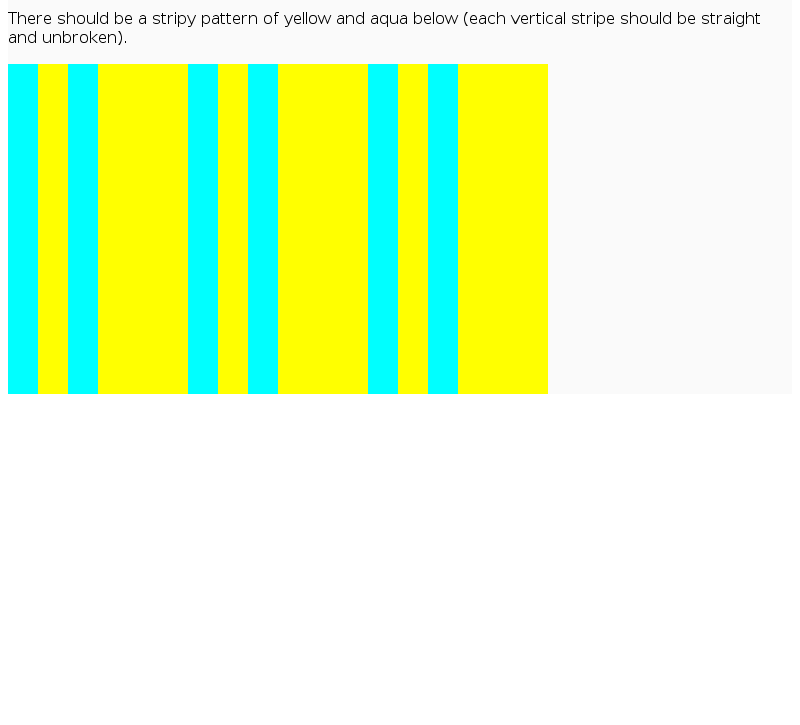 There should be a stripy pattern of yellow and aqua below (each vertical stripe should be straight
and unbroken).